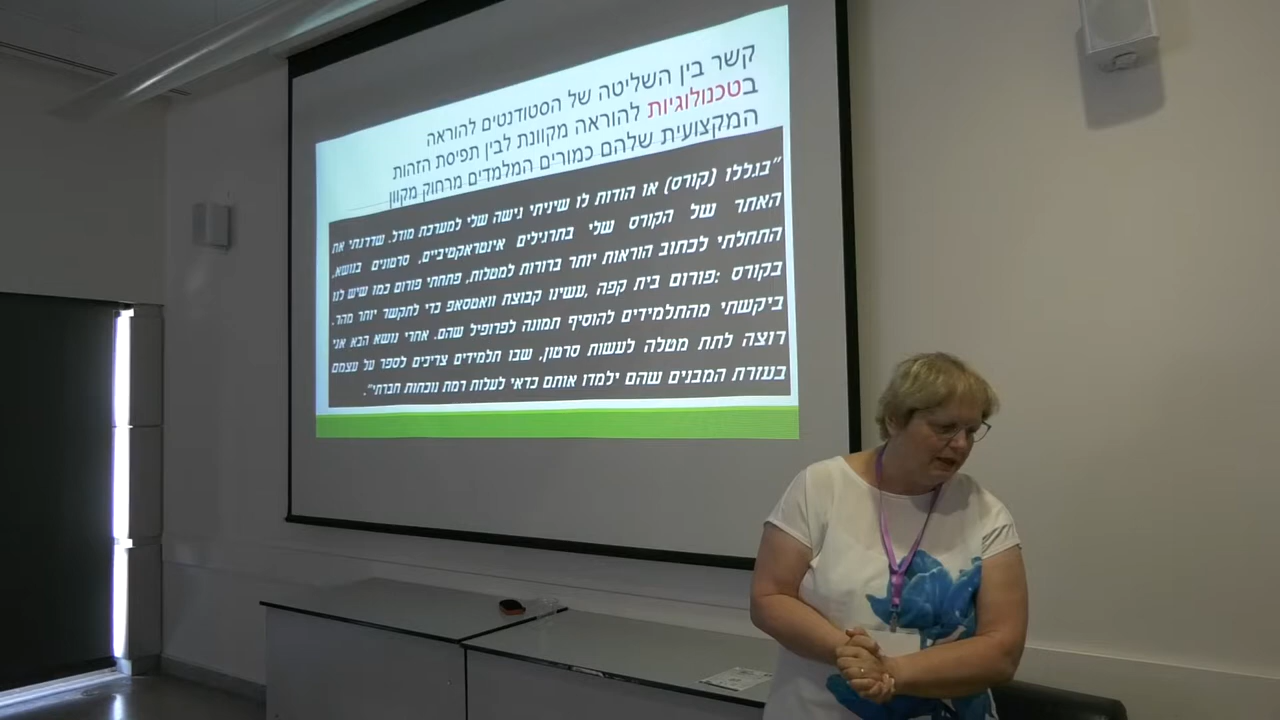 קשר בין השליטה של הסטודנטים להוראה
בטכנולוגיות להוראה מקוונת לבין תפיסת הזהות
המקצועית שלהם כמורים המלמדים מרחוק מקוון
"בגללו (קורס) או הודות לו שיניתי גישה שלי למערכת מודל. שדרגתי את
האתר של הקורס שלי בתרגילים אינטראקטיביים, סרטונים בנושא,
התחלתי לכתוב הוראות יותר ברורות למטלות, פתחתי פורום כמו שיש לנו
בקורס :פורום בית קפה ,עשינו קבוצת וואטסאפ כדי לתקשר יותר מהר.
ביקשתי מהתלמידים להוסיף תמונה לפרופיל שהם. אחרי נושא הבא אני
רוצה לתת מטלה לעשות סרטון, שבו תלמידים צריכים לספר על עצמם
בעזרת המבנים שהם ילמדו אותם כדאי לעלות רמת נוכחות חברתי".